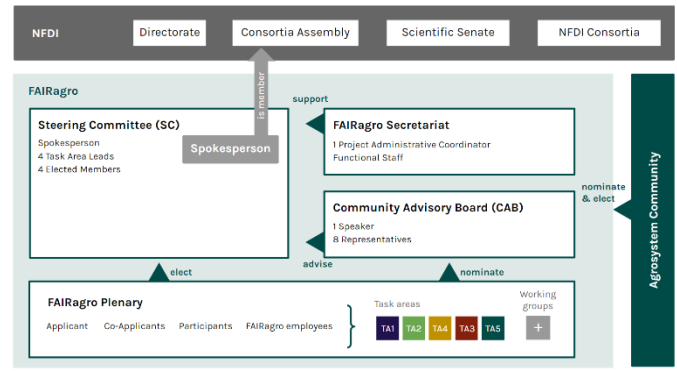 NFDI
Directorate
Consortia Assembly
Scientific Senate
NFDI Consortia
FAIRagro
is member
Steering Committee (SC)
Spokesperson
4 Task Area Leads
4 Elected Members
Spokesperson
support
FAIRagro Secretariat
1 Project Administrative Coordinator
Functional Staff
Community Advisory Board (CAB)
1 Speaker
8 Representatives
advise
nominate
& elect
Agrosystem Community
elect
nominate
FAIRagro Plenary
Applicant Co-Applicants Participants FAIRagro employees
Task areas
TA1 TA2 TA4 TA3 TA5
Working
groups
+